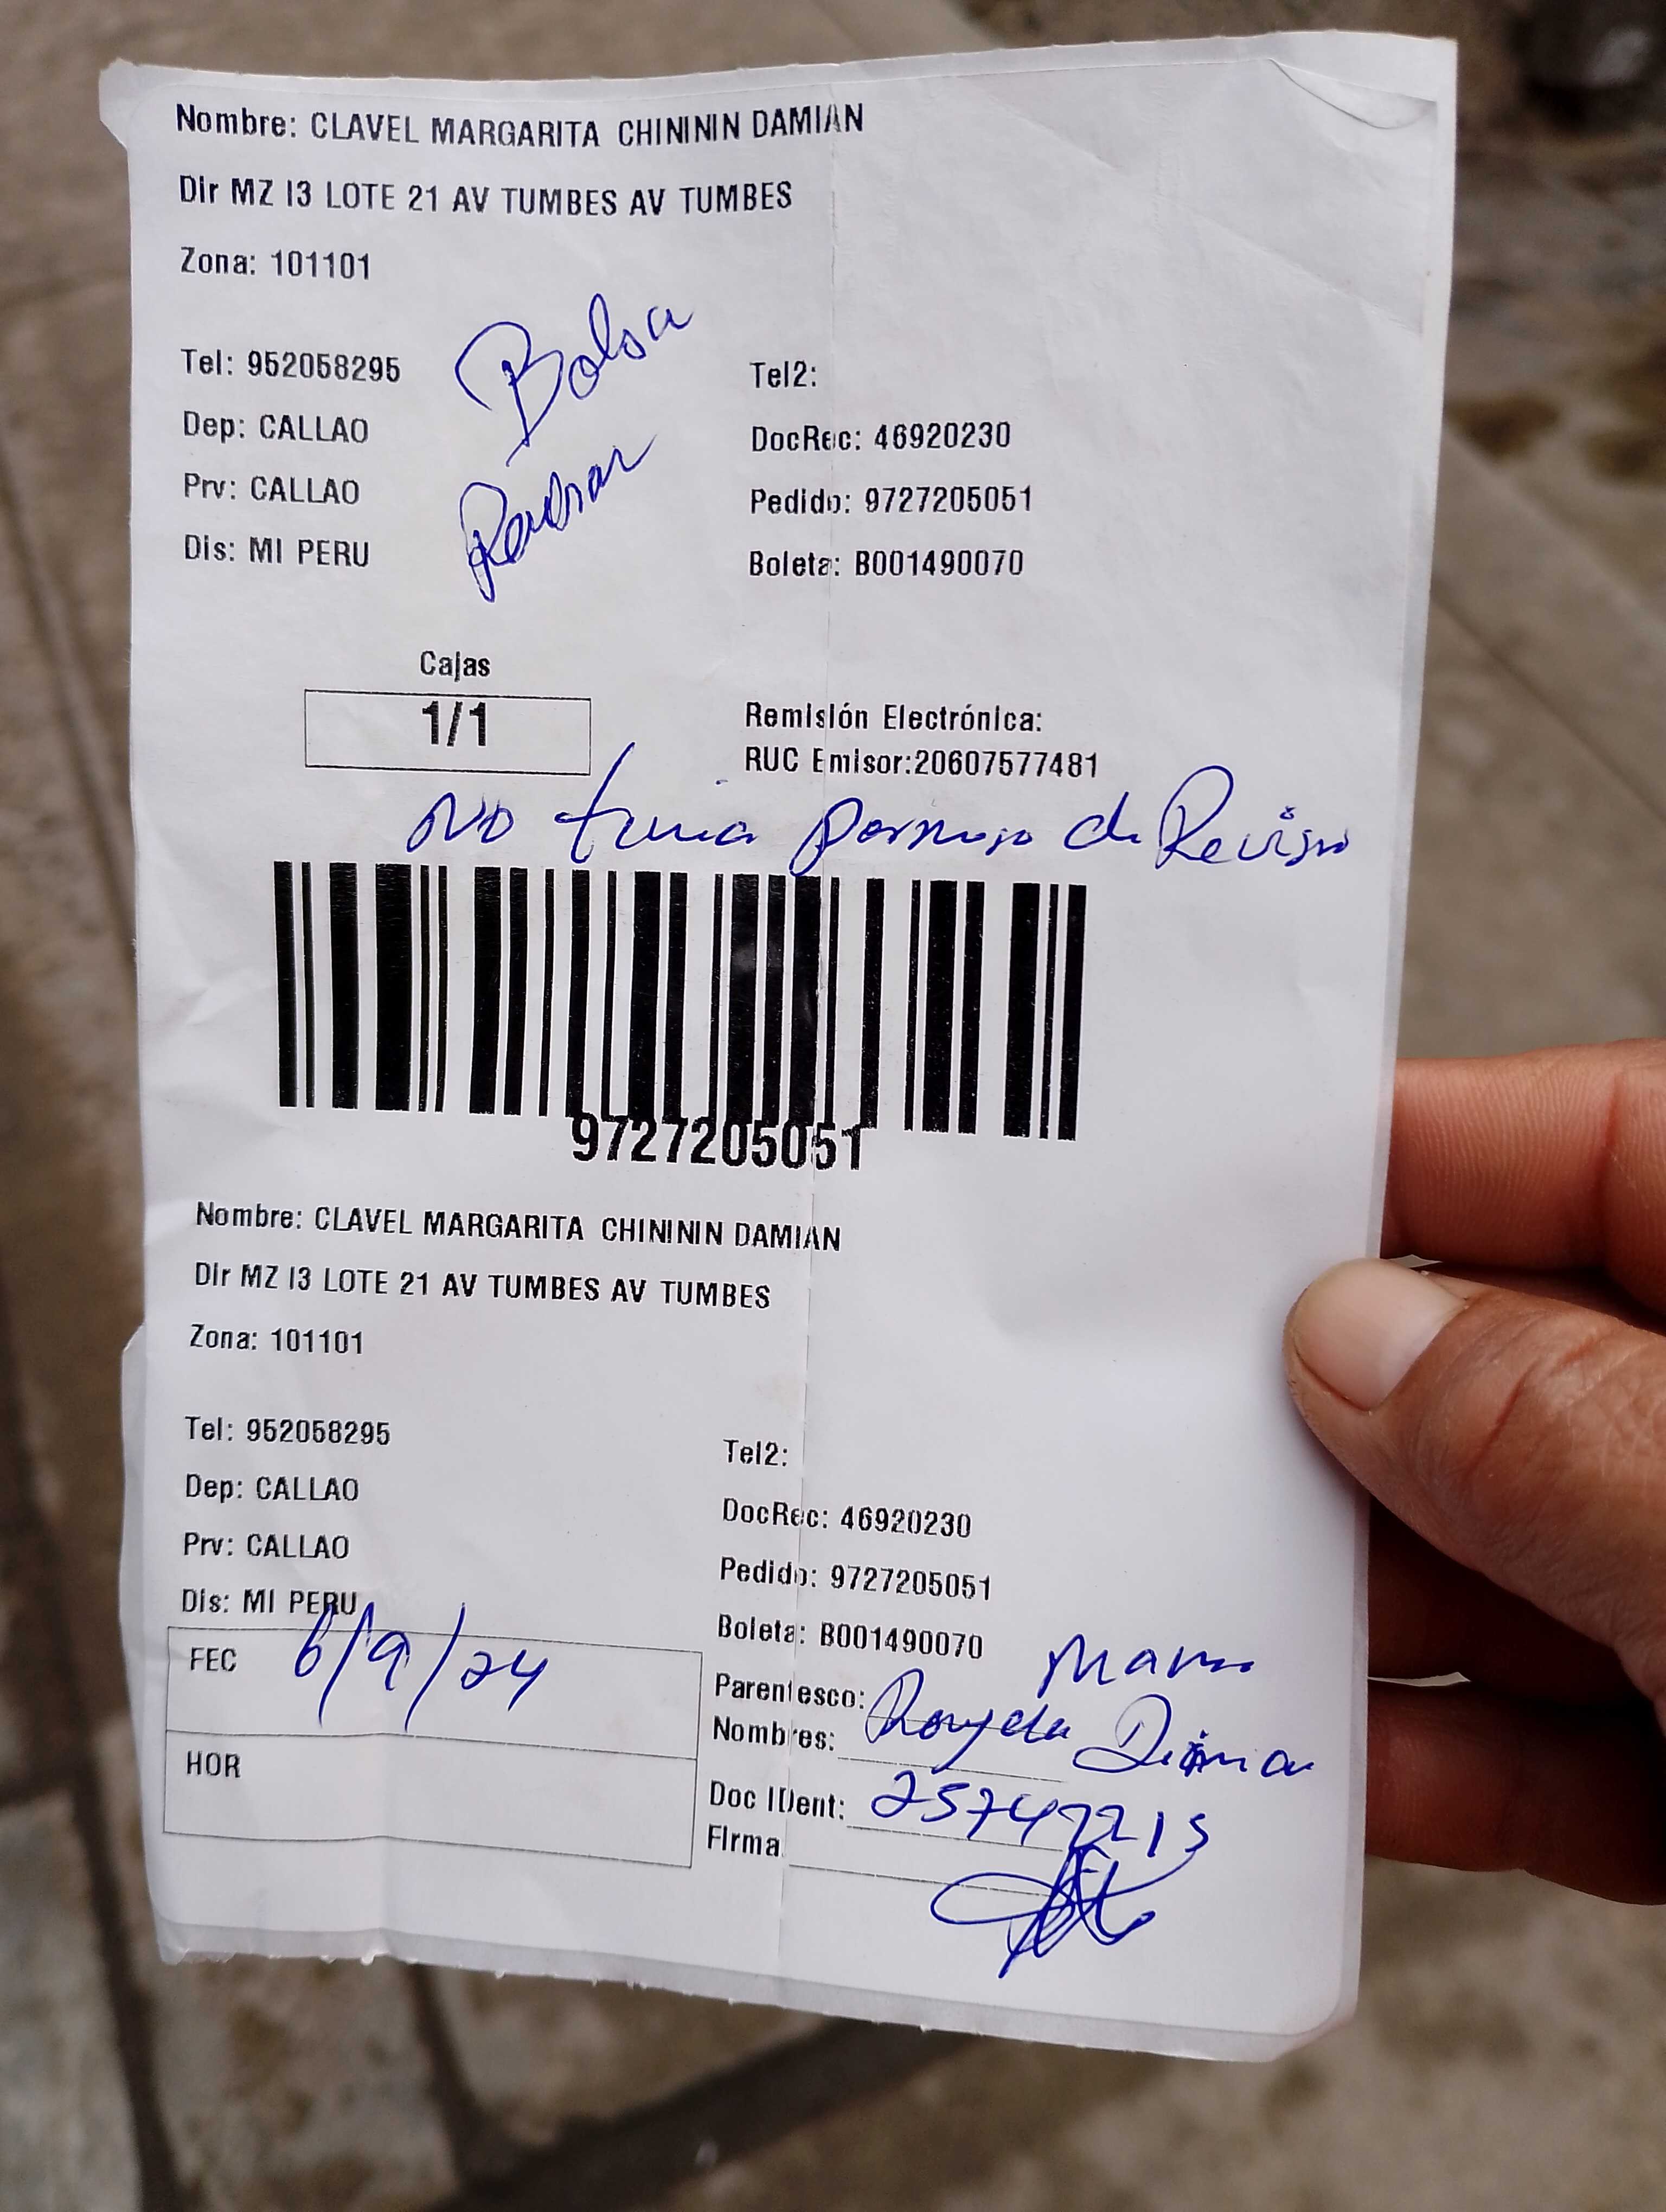 Nombre: CLAVEL MARGARITA CHININ DAMIAN
Dir MZ I3 LOTE 21 AV TUMBES AV TUMBES
Zona: 101101
Bolsa
Tel: 952058295 Tel2:
Dep: CALLAO DocRec: 46920230
Prv: CALLAO Pedido: 9727205051
Dis: MI PERU Boleta: B001490070
Cajas
1/1
Remisión Electrónica:
RUC Emisor:20607577481
NO tenia permiso de Revisar
9727205051
Nombre: CLAVEL MARGARITA CHININ DAMIAN
Dir MZ I3 LOTE 21 AV TUMBES AV TUMBES
Zona: 101101
Tel: 952058295 Tel2:
Dep: CALLAO DocRec: 46920230
Prv: CALLAO Pedido: 9727205051
Dis: MI PERU Boleta: B001490070
FEC 6/9/24
HOR
Parentesco:
Nombres:
Doc IDent:
Firma